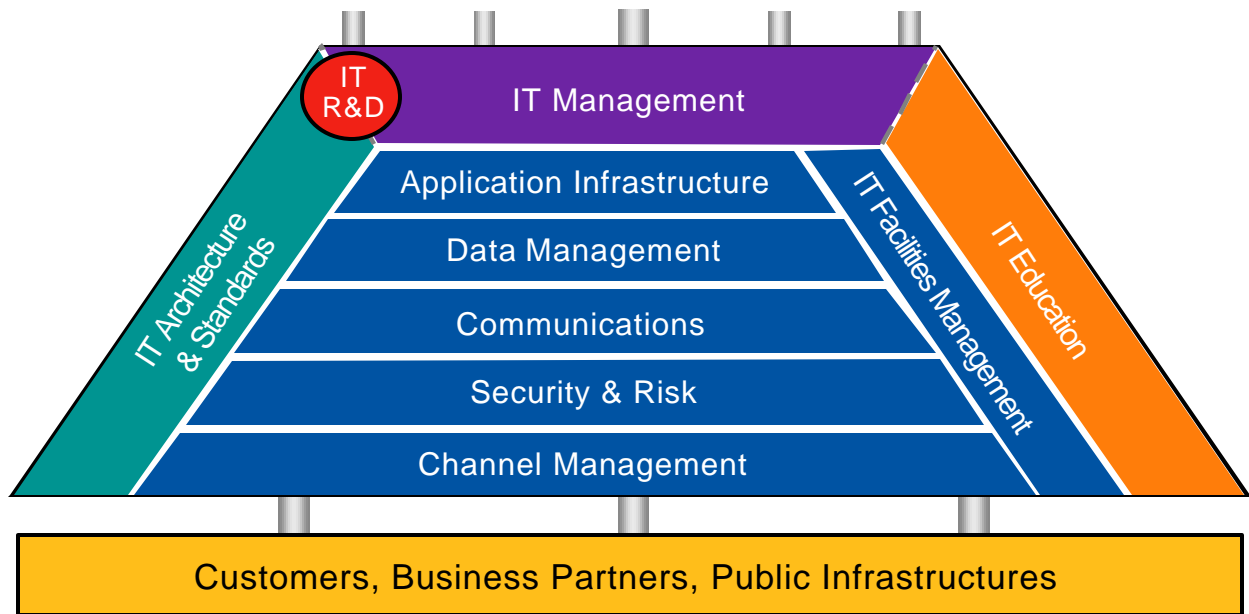 IT
R&D
IT Management
Application Infrastructure
Data Management
Communications
Security & Risk
Channel Management
IT Architecture
& Standards
IT Facilities Management
IT Education
Customers, Business Partners, Public Infrastructures